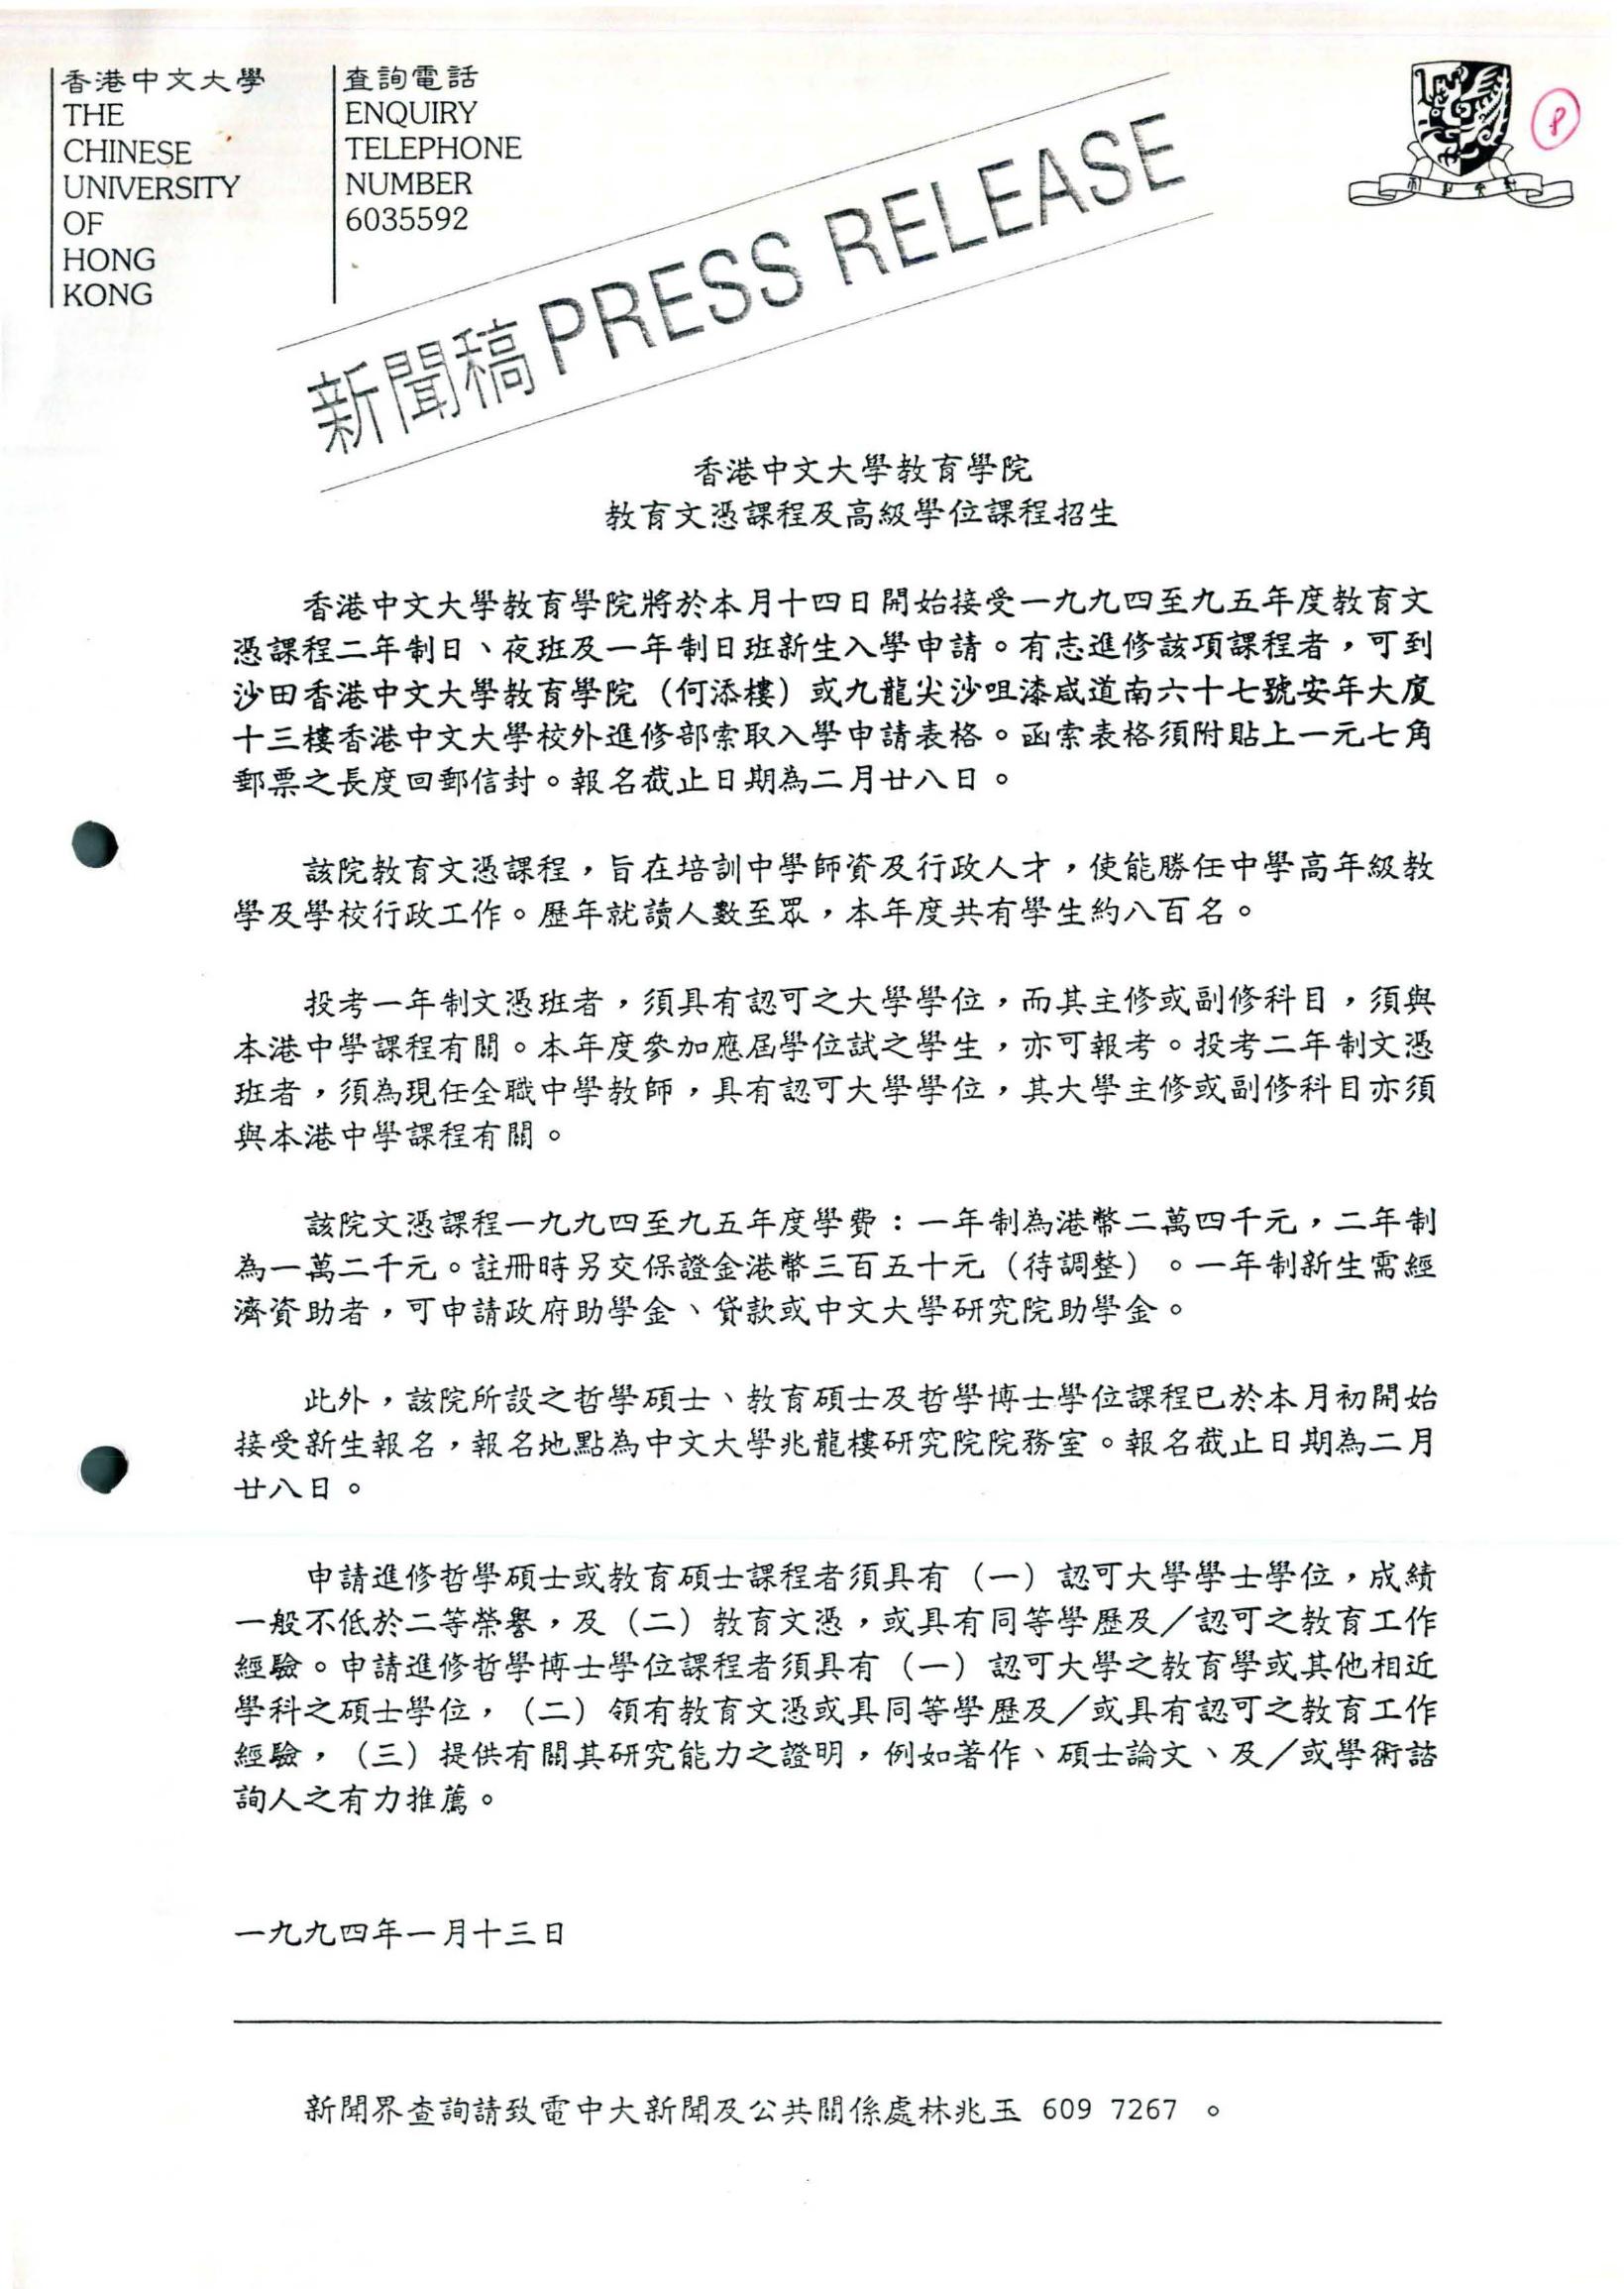 香港中文大學
THE
CHINESE
UNIVERSITY
OF
HONG
KONG
查詢電話
ENQUIRY
TELEPHONE
NUMBER
6035592
新聞稿 PRESS RELEASE
香港中文大學教育學院
教育文憑課程及高級學位課程招生
香港中文大學教育學院將於本月十四日開始接受一九九四至九五年度教育文
憑課程二年制日、夜班及一年制日班新生入學申請。有志進修該項課程者，可到
沙田香港中文大學教育學院（何添樓）或九龍尖沙咀漆咸道南六十七號安年大廈
十三樓香港中文大學校外進修部索取入學申請表格。函索表格須附貼上一元七角
郵票之長度回郵信封。報名截止日期為二月廿八日。
該院教育文憑課程，旨在培訓中學師資及行政人才，使能勝任中學高年級教
學及學校行政工作。歷年就讀人數至眾，本年度共有學生約八百名。
投考一年制文憑班者，須具有認可之大學學位，而其主修或副修科目，須與
本港中學課程有關。本年度參加應屆學位試之學生，亦可報考。投考二年制文憑
班者，須為現任全職中學教師，具有認可大學學位，其大學主修或副修科目亦須
與本港中學課程有關。
該院文憑課程一九九四至九五年度學費：一年制為港幣二萬四千元，二年制
為一萬二千元。註冊時另交保證金港幣三百五十元（待調整）。一年制新生需經
濟資助者，可申請政府助學金、貸款或中文大學研究院助學金。
此外，該院所設之哲學碩士、教育碩士及哲學博士學位課程已於本月初開始
接受新生報名，報名地點為中文大學兆龍樓研究院院務室。報名截止日期為二月
廿八日。
申請進修哲學碩士或教育碩士課程者須具有（一）認可大學學士學位，成績
一般不低於二等榮譽，及（二）教育文憑，或具有同等學歷及／認可之教育工作
經驗。申請進修哲學博士學位課程者須具有（一）認可大學之教育學或其他相近
學科之碩士學位，（二）領有教育文憑或具同等學歷及／或具有認可之教育工作
經驗，（三）提供有關其研究能力之證明，例如著作、碩士論文、及／或學術諮
詢人之有力推薦。
一九九四年一月十三日
新聞界查詢請致電中大新聞及公共關係處林兆玉 609 7267 。